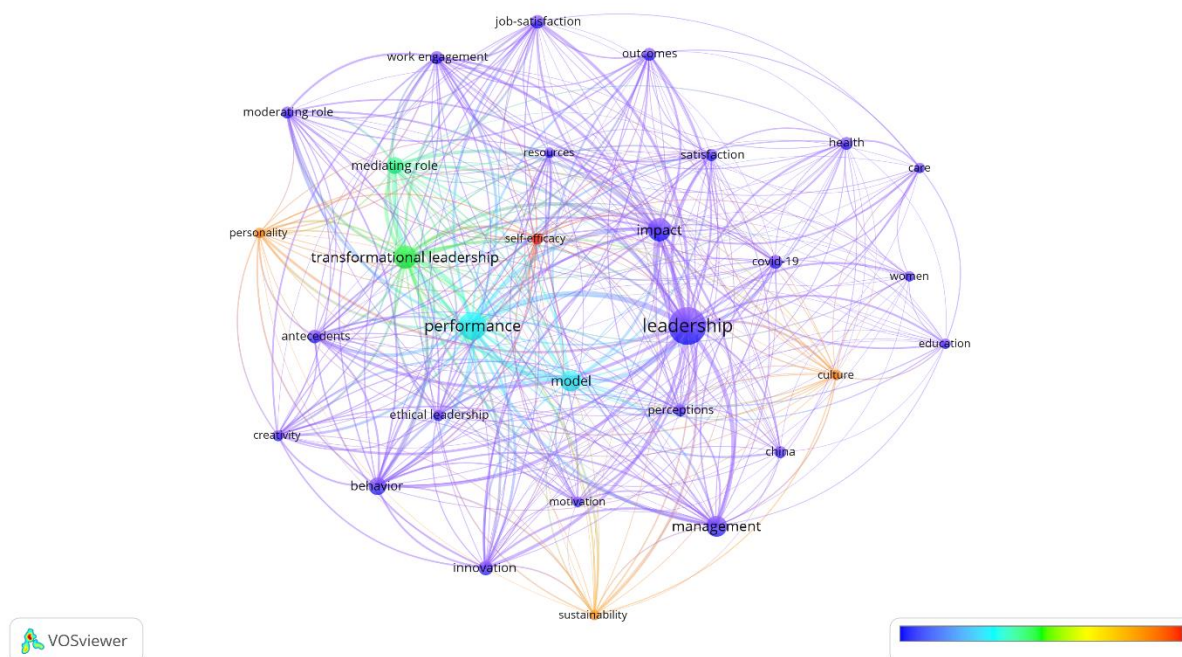 job-satisfaction
outcomes
work engagement
moderating role
health
resources
satisfaction
mediating role
care
personality
self-efficacy
impact
transformational leadership
covid-19
women
performance
leadership
antecedents
education
culture
model
perceptions
ethical leadership
creativity
china
behavior
motivation
management
innovation
sustainability
VOSviewer